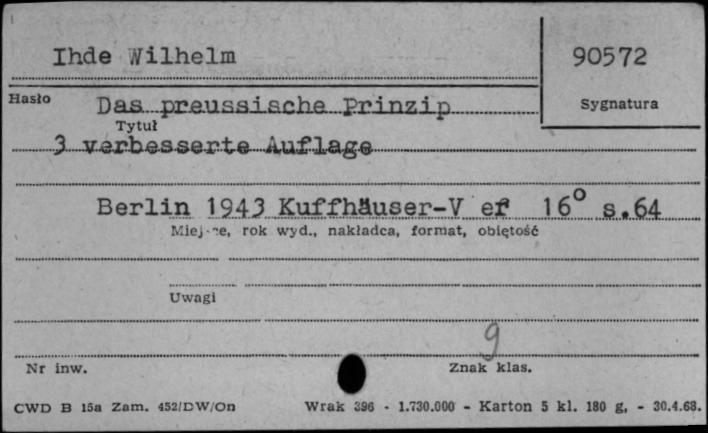 Ihde Wilhelm
90572
Hasło
Das preussische Prinzip
Sygnatura
Tytuł
3 verbesserte Auflage
Berlin 1943 Kuffhäuser-V er 16° s.64
Miejsce, rok wyd., nakładca, format, obiętość
Uwagi
9
Nr inw.
Znak klas.
CWD B 15a Zam. 452/DW/On Wrak 396 - 1.730.000 - Karton 5 kl. 180 g, - 30.4.68.